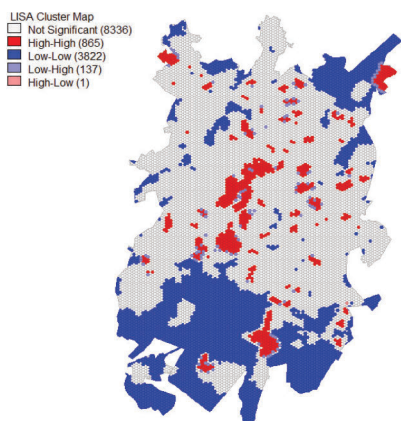 LISA Cluster Map
Not Significant (8336)
High-High (865)
Low-Low (3822)
Low-High (137)
High-Low (1)